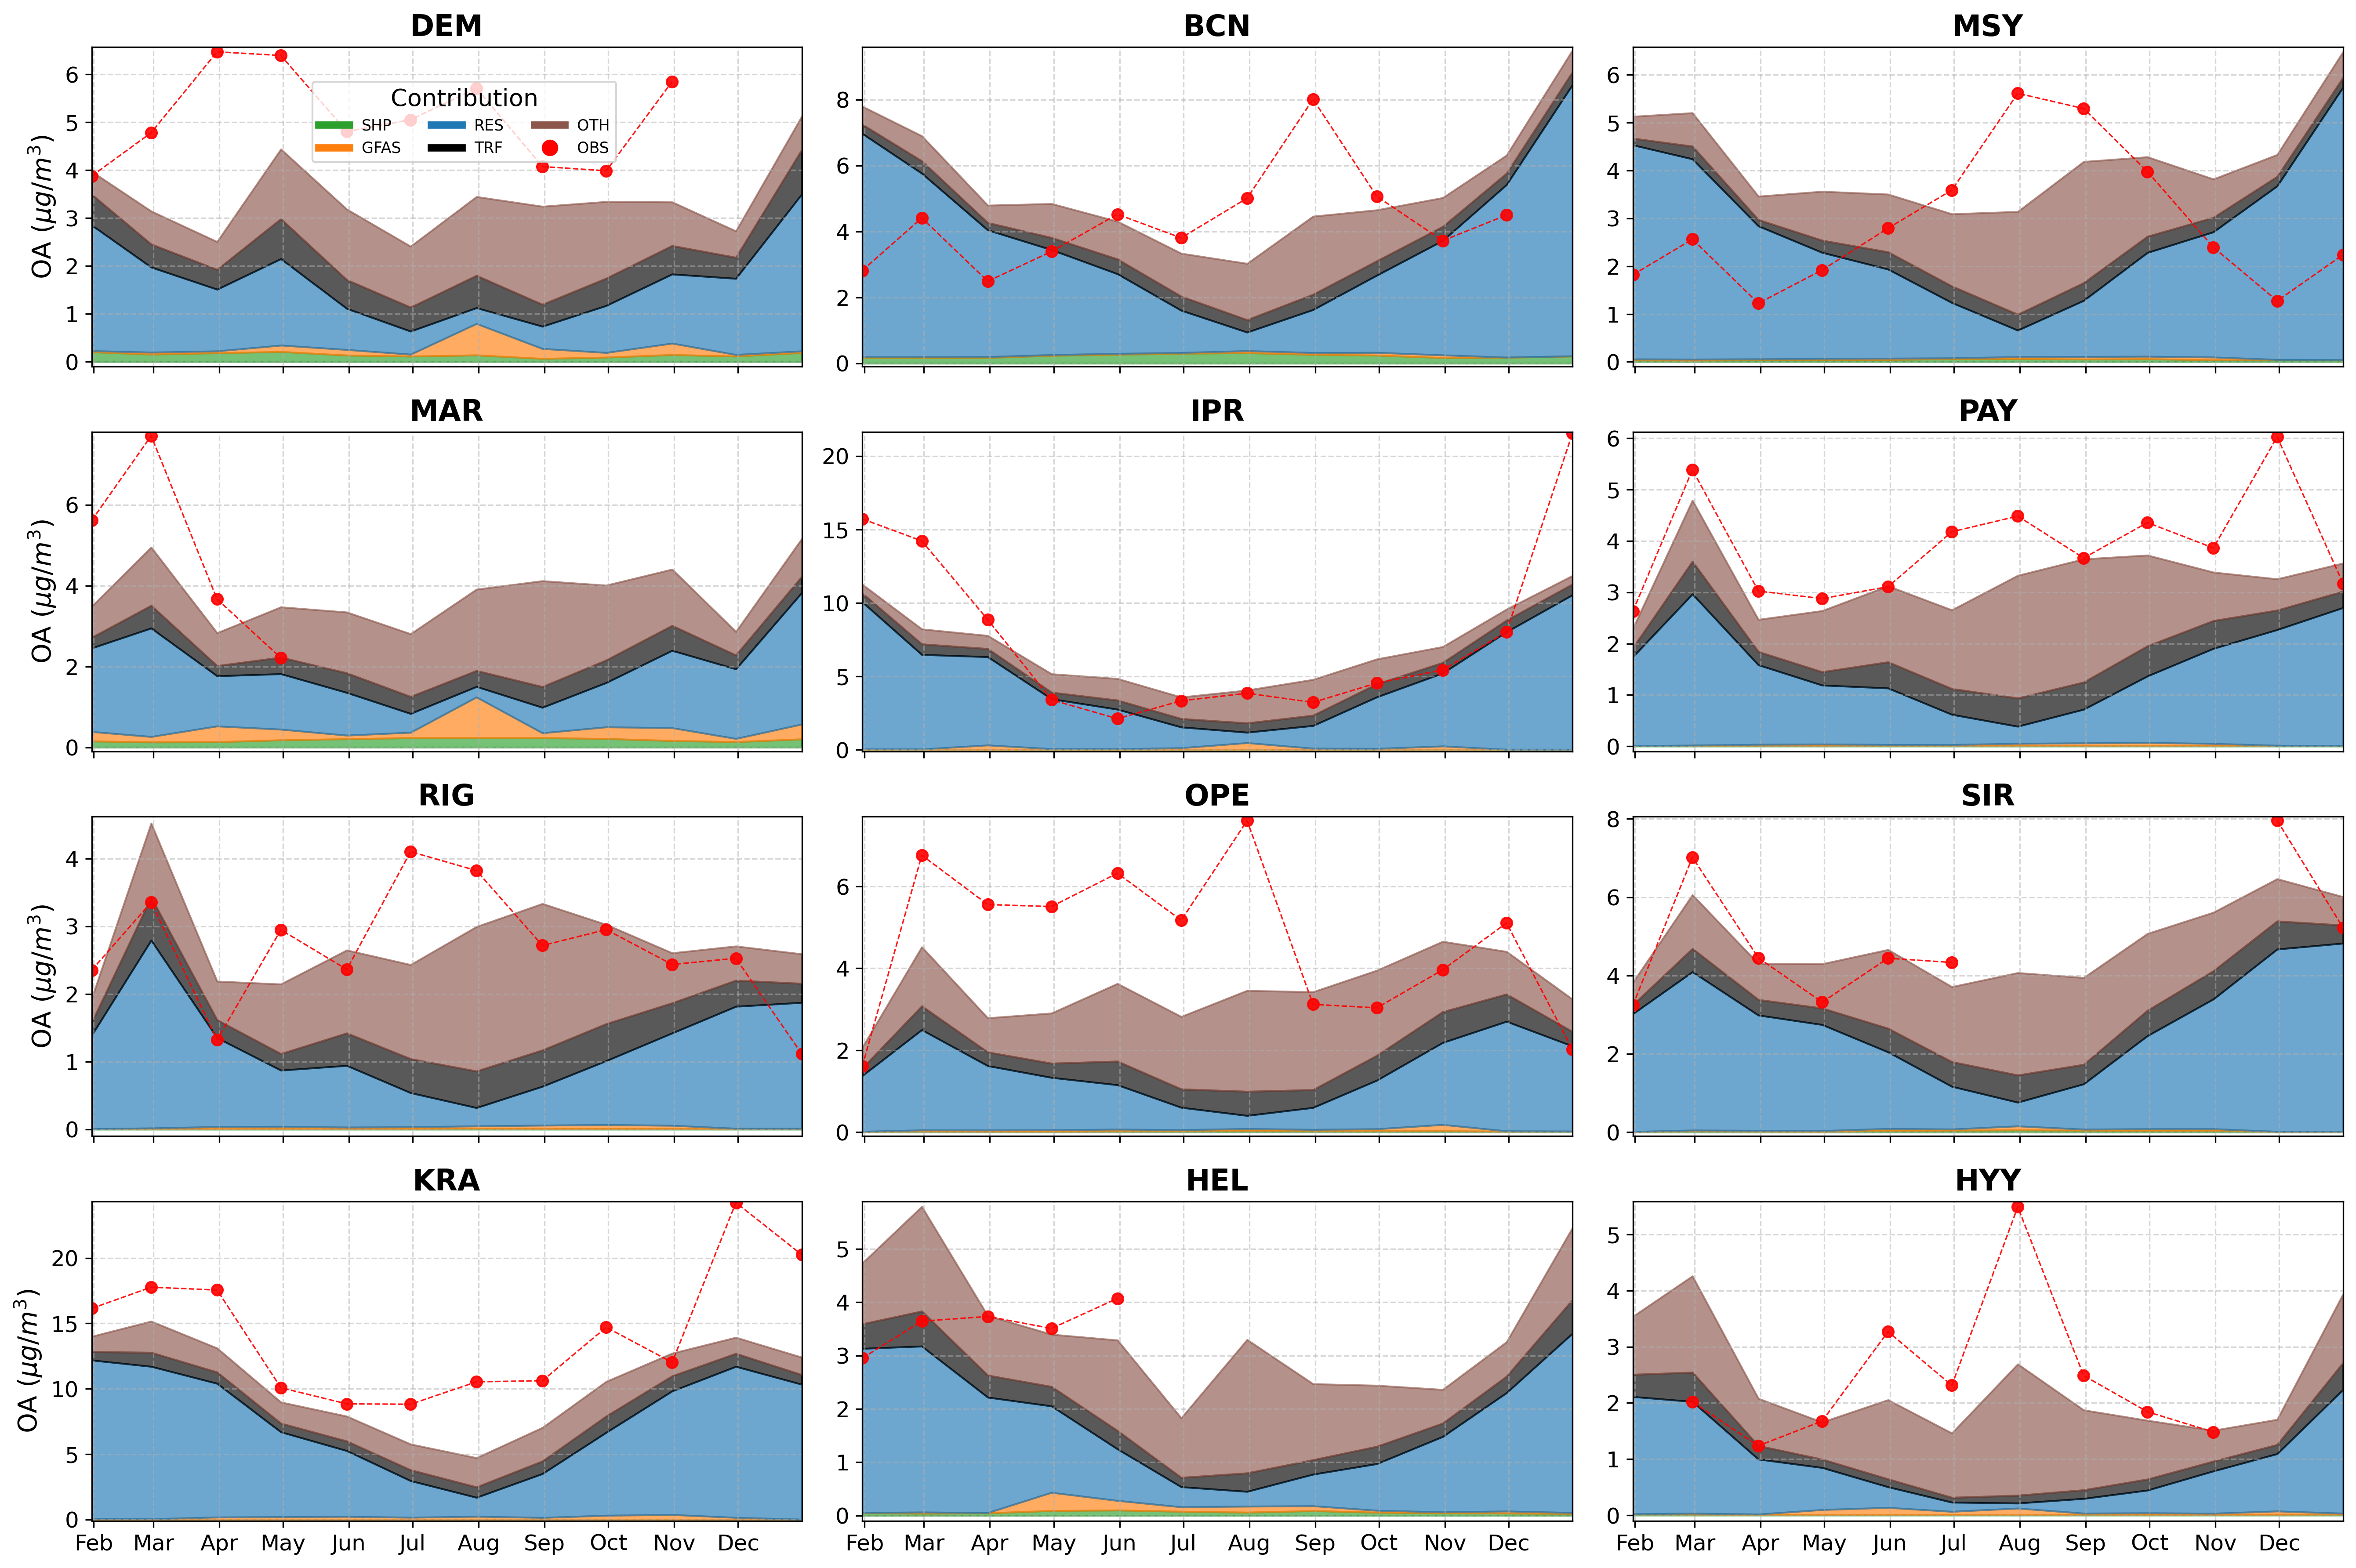 DEM BCN MSY
OA (μg/m³)
6 5 4 3 2 1 0
Contribution
SHP RES OTH
GFAS TRF OBS
8 6 4 2 0
6 5 4 3 2 1 0
MAR IPR PAY
OA (μg/m³)
6 4 2 0
20 15 10 5 0
6 5 4 3 2 1 0
RIG OPE SIR
OA (μg/m³)
4 3 2 1 0
6 4 2 0
8 6 4 2 0
KRA HEL HYY
OA (μg/m³)
20 15 10 5 0
5 4 3 2 1 0
5 4 3 2 1 0
Feb Mar Apr May Jun Jul Aug Sep Oct Nov Dec
Feb Mar Apr May Jun Jul Aug Sep Oct Nov Dec
Feb Mar Apr May Jun Jul Aug Sep Oct Nov Dec